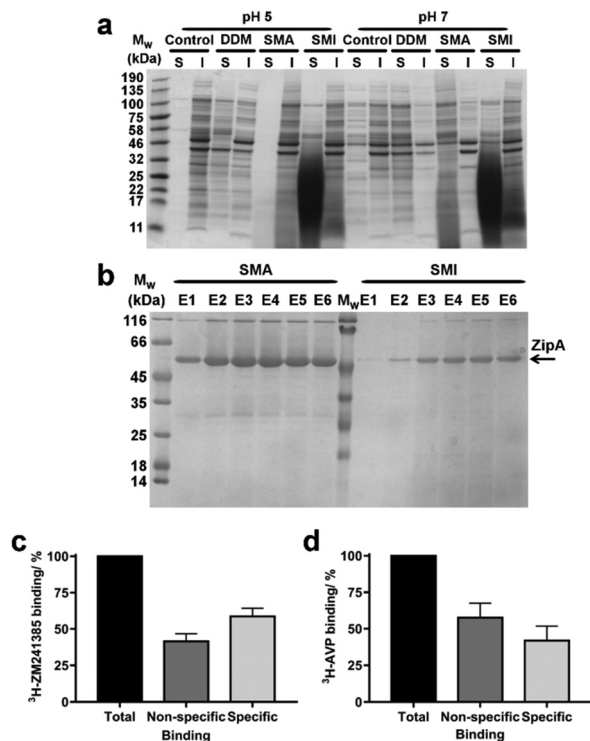 a
pH 5 pH 7
Mw Control DDM SMA SMI Control DDM SMA SMI
(kDa) S I S I S I S I S I S I S I S I
190
135
100
75
58
46
32
25
22
17
11
b
SMA SMI
Mw
(kDa) E1 E2 E3 E4 E5 E6 Mw E1 E2 E3 E4 E5 E6
116
66
ZipA
45
35
25
18
14
c
³H-ZM241385 binding/ %
100
75
50
25
0
Total Non-specific Specific
Binding
d
³H-AVP binding/ %
100
75
50
25
0
Total Non-specific Specific
Binding